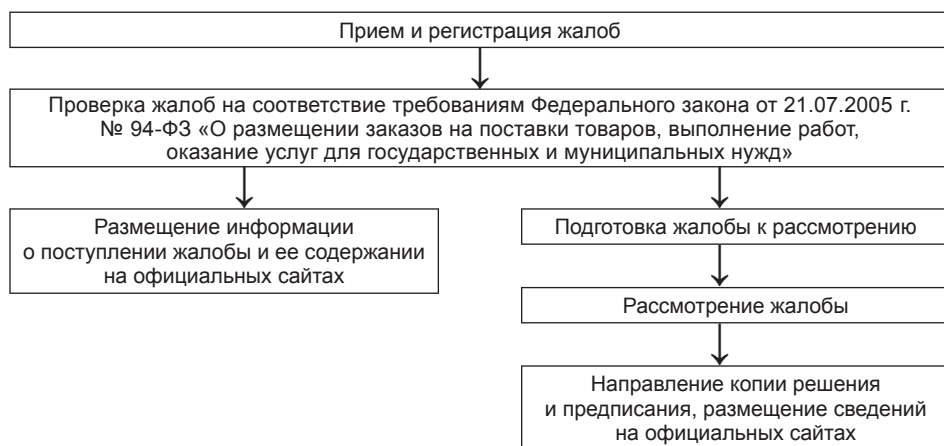 Прием и регистрация жалоб
Проверка жалоб на соответствие требованиям Федерального закона от 21.07.2005 г.
№ 94-ФЗ «О размещении заказов на поставки товаров, выполнение работ,
оказание услуг для государственных и муниципальных нужд»
Размещение информации
о поступлении жалобы и ее содержании
на официальных сайтах
Подготовка жалобы к рассмотрению
Рассмотрение жалобы
Направление копии решения
и предписания, размещение сведений
на официальных сайтах